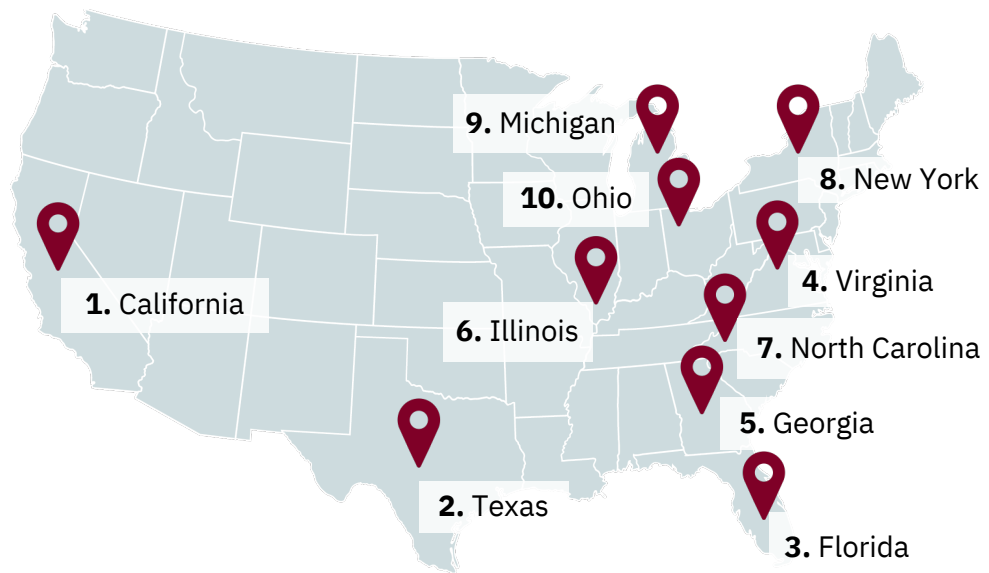 9. Michigan
8. New York
10. Ohio
4. Virginia
1. California
6. Illinois
7. North Carolina
5. Georgia
2. Texas
3. Florida